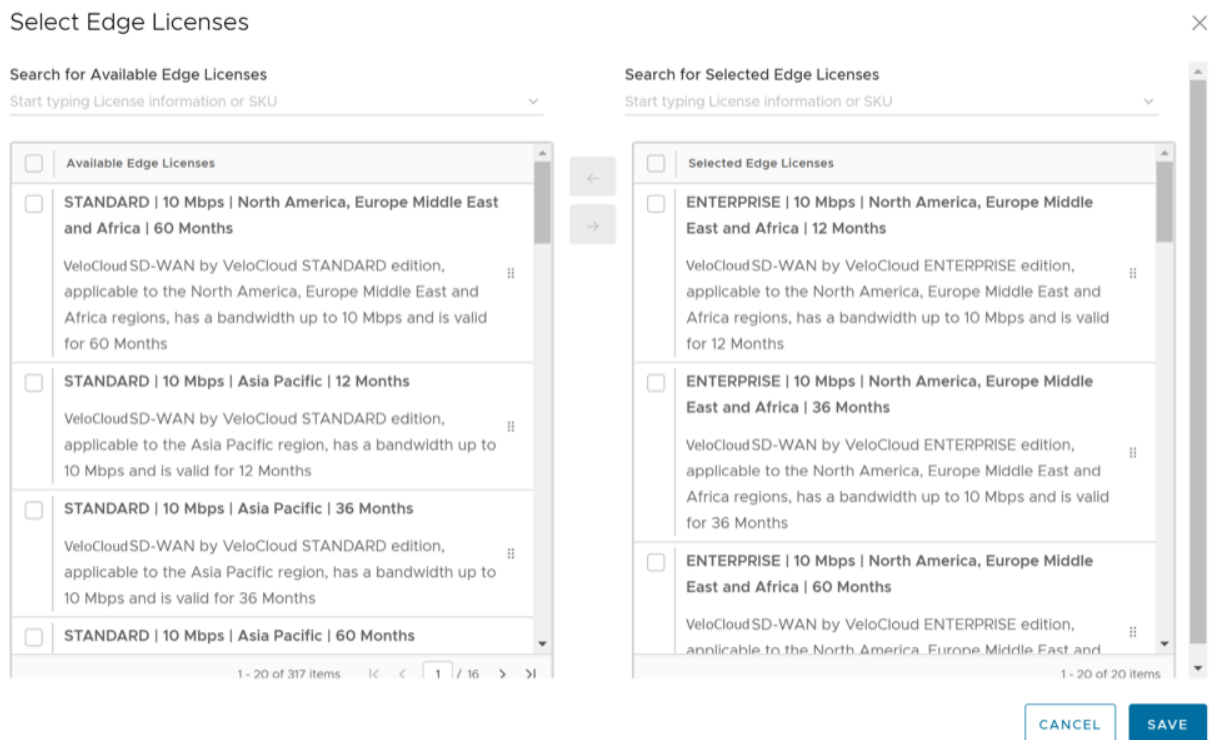 Select Edge Licenses
Search for Available Edge Licenses
Start typing License information or SKU
Available Edge Licenses
STANDARD | 10 Mbps | North America, Europe Middle East
and Africa | 60 Months
VeloCloud SD-WAN by VeloCloud STANDARD edition,
applicable to the North America, Europe Middle East and
Africa regions, has a bandwidth up to 10 Mbps and is valid
for 60 Months
STANDARD | 10 Mbps | Asia Pacific | 12 Months
VeloCloud SD-WAN by VeloCloud STANDARD edition,
applicable to the Asia Pacific region, has a bandwidth up to
10 Mbps and is valid for 12 Months
STANDARD | 10 Mbps | Asia Pacific | 36 Months
VeloCloud SD-WAN by VeloCloud STANDARD edition,
applicable to the Asia Pacific region, has a bandwidth up to
10 Mbps and is valid for 36 Months
STANDARD | 10 Mbps | Asia Pacific | 60 Months
1 - 20 of 317 items 1 / 16
Search for Selected Edge Licenses
Start typing License information or SKU
Selected Edge Licenses
ENTERPRISE | 10 Mbps | North America, Europe Middle
East and Africa | 12 Months
VeloCloud SD-WAN by VeloCloud ENTERPRISE edition,
applicable to the North America, Europe Middle East and
Africa regions, has a bandwidth up to 10 Mbps and is valid
for 12 Months
ENTERPRISE | 10 Mbps | North America, Europe Middle
East and Africa | 36 Months
VeloCloud SD-WAN by VeloCloud ENTERPRISE edition,
applicable to the North America, Europe Middle East and
Africa regions, has a bandwidth up to 10 Mbps and is valid
for 36 Months
ENTERPRISE | 10 Mbps | North America, Europe Middle
East and Africa | 60 Months
VeloCloud SD-WAN by VeloCloud ENTERPRISE edition,
applicable to the North America, Europe Middle East and
1 - 20 of 20 items
CANCEL
SAVE